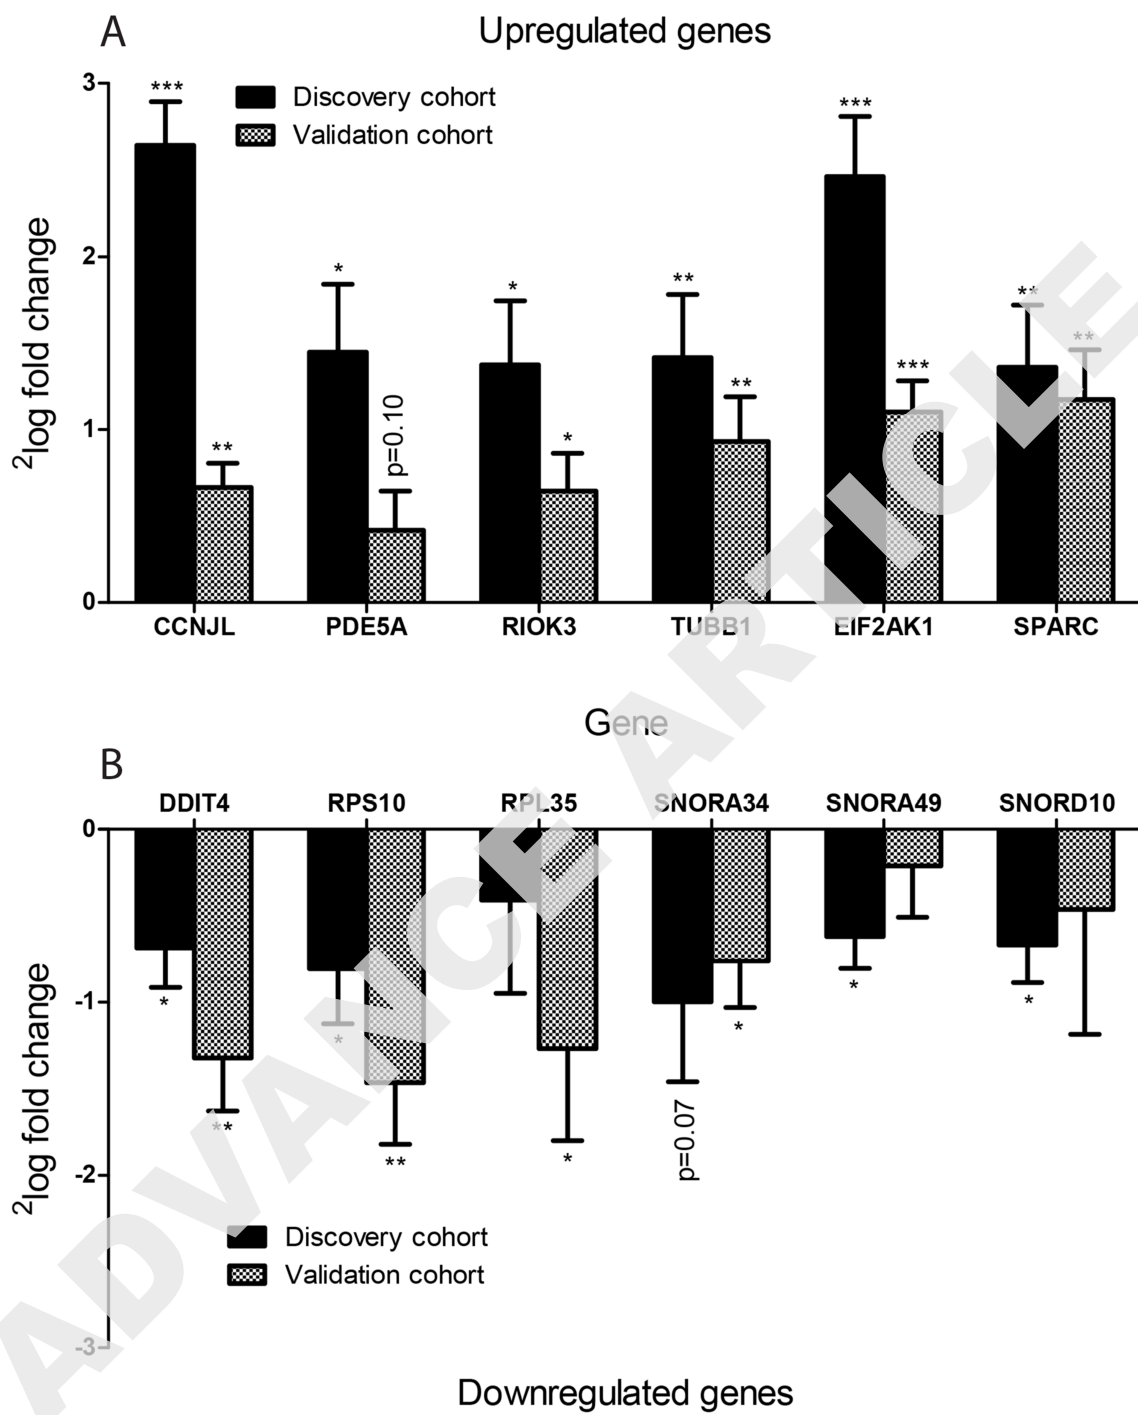 A
Upregulated genes
Discovery cohort
Validation cohort
2log fold change
3
2
1
0
***
**
*
p=0.10
*
*
**
**
***
***
**
**
CCNJL PDE5A RIOK3 TUBB1 EIF2AK1 SPARC
Gene
B
DDIT4 RPS10 RPL35 SNORA34 SNORA49 SNORD10
2log fold change
0
-1
-2
-3
*
**
*
**
*
p=0.07
*
*
*
Discovery cohort
Validation cohort
Downregulated genes
ADVANCE ARTICLE